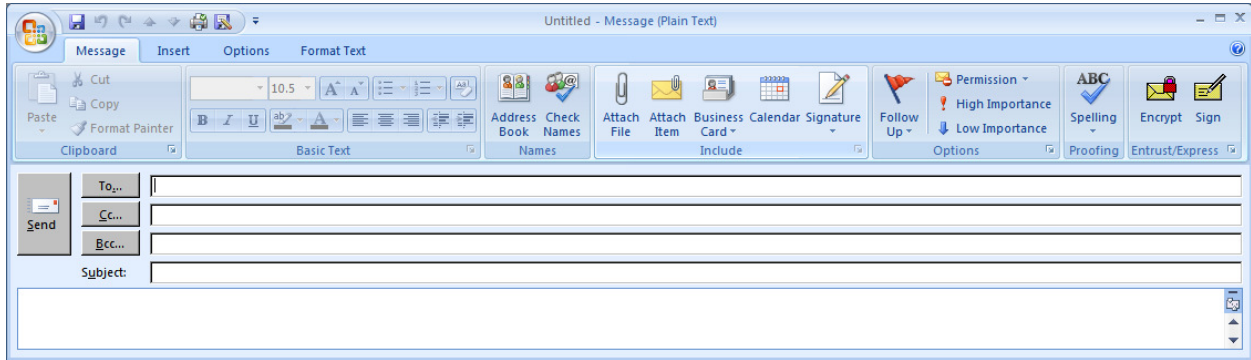 Untitled - Message (Plain Text)
Message Insert Options Format Text
Paste
Cut
Copy
Format Painter
Clipboard
10.5
A A ab
B I U ab A
Basic Text
Address Book
Check Names
Names
Attach File
Attach Item
Business Card
Calendar
Signature
Include
Follow Up
Permission
High Importance
Low Importance
Options
ABC
Spelling
Proofing
Encrypt
Sign
Entrust/Express
Send
To...
Cc...
Bcc...
Subject: